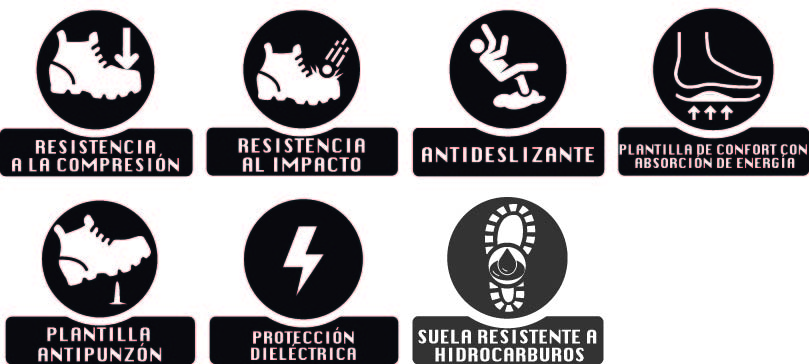 RESISTENCIA
A LA COMPRESIÓN
RESISTENCIA
AL IMPACTO
ANTIDESLIZANTE
PLANTILLA DE CONFORT CON
ABSORCIÓN DE ENERGÍA
PLANTILLA
ANTIPUNZÓN
PROTECCIÓN
DIELÉCTRICA
SUELA RESISTENTE A
HIDROCARBUROS